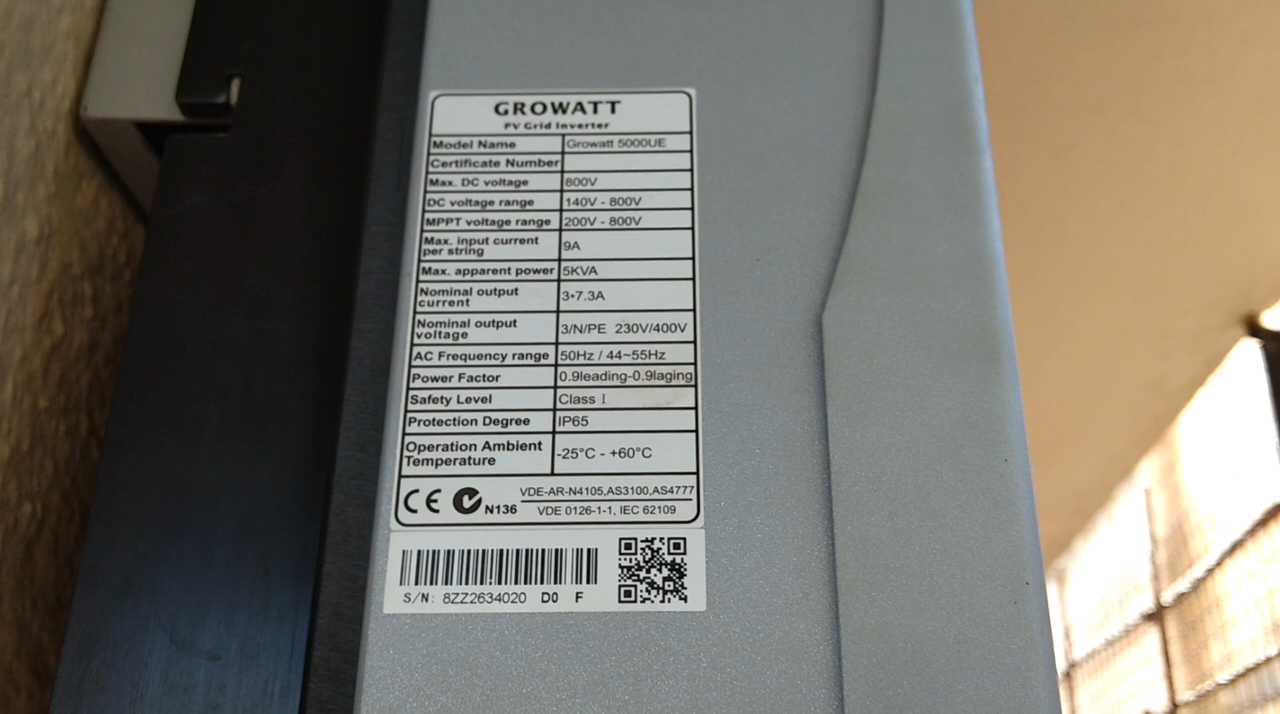 GROWATT
PV Grid Inverter
Model Name Growatt 5000UE
Certificate Number
Max. DC voltage 800V
DC voltage range 140V - 800V
MPPT voltage range 200V - 800V
Max. input current
per string 9A
Max. apparent power 5KVA
Nominal output
current 3*7.3A
Nominal output
voltage 3/N/PE 230V/400V
AC Frequency range 50Hz / 44~55Hz
Power Factor 0.9leading-0.9laging
Safety Level Class I
Protection Degree IP65
Operation Ambient
Temperature -25°C - +60°C
CE N136 VDE-AR-N4105,AS3100,AS4777
VDE 0126-1-1, IEC 62109
S/N: 8ZZ2634020 D0 F